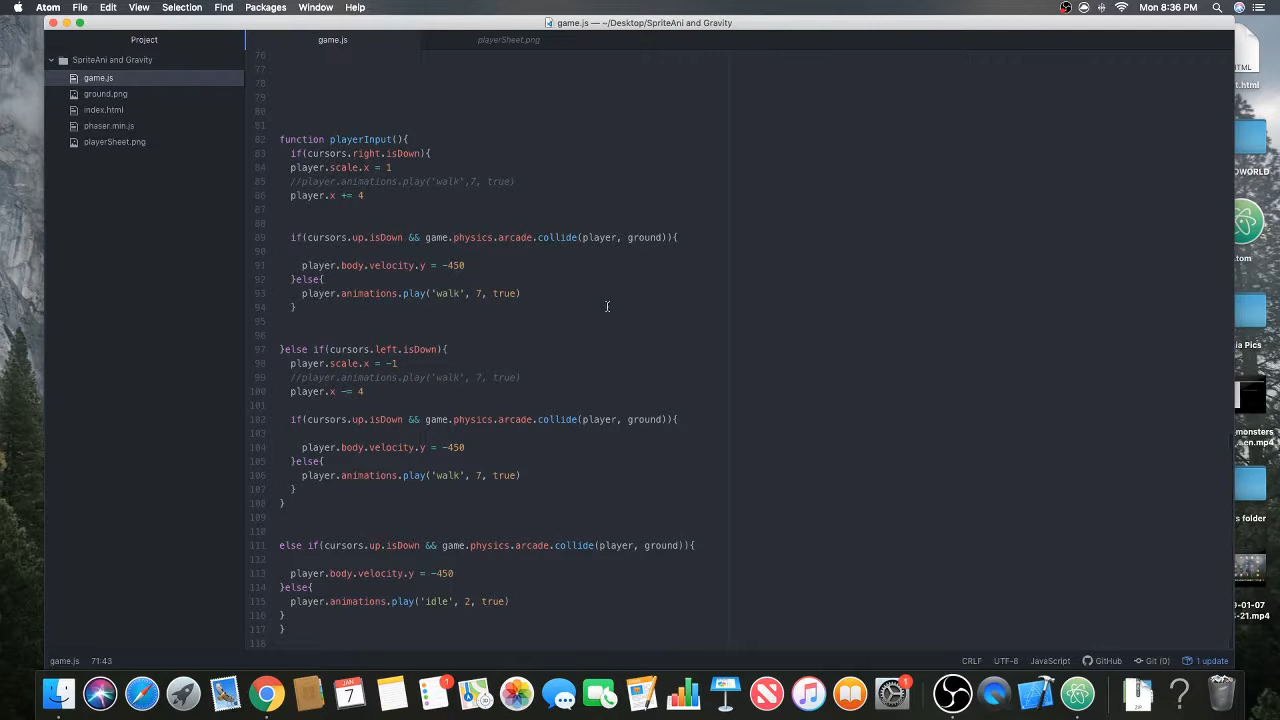 Atom File Edit View Selection Find Packages Window Help
Mon 8:36 PM
game.js — ~/Desktop/SpriteAni and Gravity
Project
game.js
playerSheet.png
SpriteAni and Gravity
game.js
ground.png
index.html
phaser.min.js
playerSheet.png
76
77
78
79
80
81
82 function playerInput(){
83 if(cursors.right.isDown){
84 player.scale.x = 1
85 //player.animations.play('walk',7, true)
86 player.x += 4
87
88
89 if(cursors.up.isDown && game.physics.arcade.collide(player, ground)){
90
91 player.body.velocity.y = -450
92 }else{
93 player.animations.play('walk', 7, true)
94 }
95
96
97 }else if(cursors.left.isDown){
98 player.scale.x = -1
99 //player.animations.play('walk', 7, true)
100 player.x -= 4
101
102 if(cursors.up.isDown && game.physics.arcade.collide(player, ground)){
103
104 player.body.velocity.y = -450
105 }else{
106 player.animations.play('walk', 7, true)
107 }
108 }
109
110
111 else if(cursors.up.isDown && game.physics.arcade.collide(player, ground)){
112
113 player.body.velocity.y = -450
114 }else{
115 player.animations.play('idle', 2, true)
116 }
117 }
118
game.js 71:43
CRLF UTF-8 JavaScript GitHub Git (0) 1 update
HTML
t.html
OWORLD
.tom
ia Pics
monsters
...en.mp4
s folder
9-01-07
-21.mp4
JAN
7
1
1
ZIP